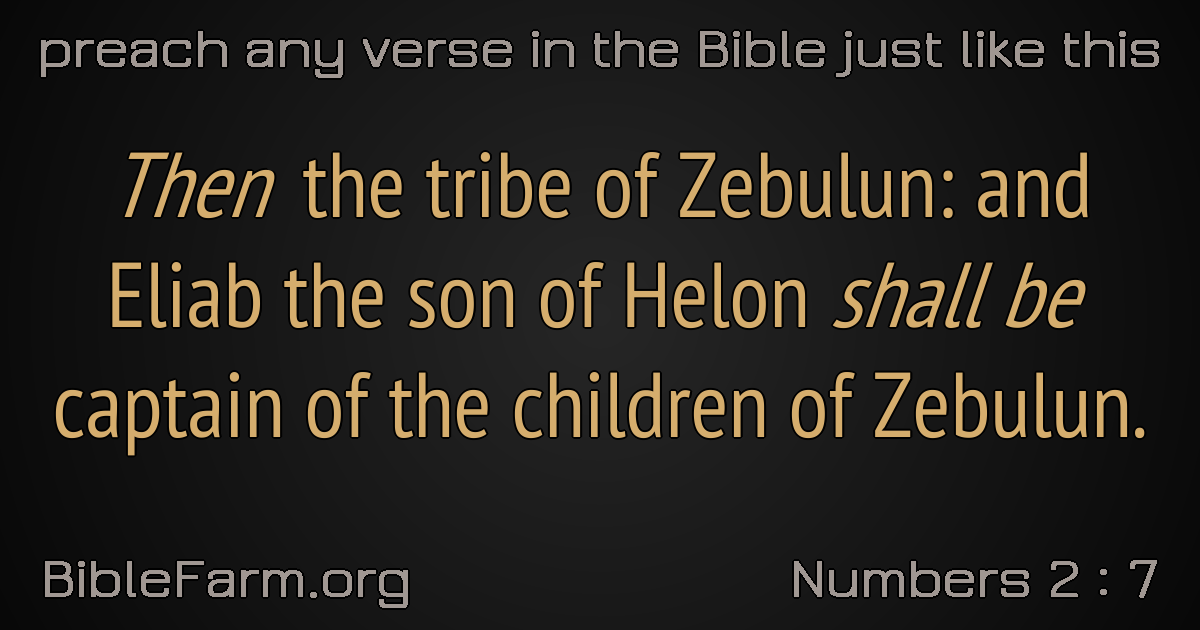 preach any verse in the Bible just like this
Then the tribe of Zebulun: and
Eliab the son of Helon shall be
captain of the children of Zebulun.
BibleFarm.org
Numbers 2 : 7